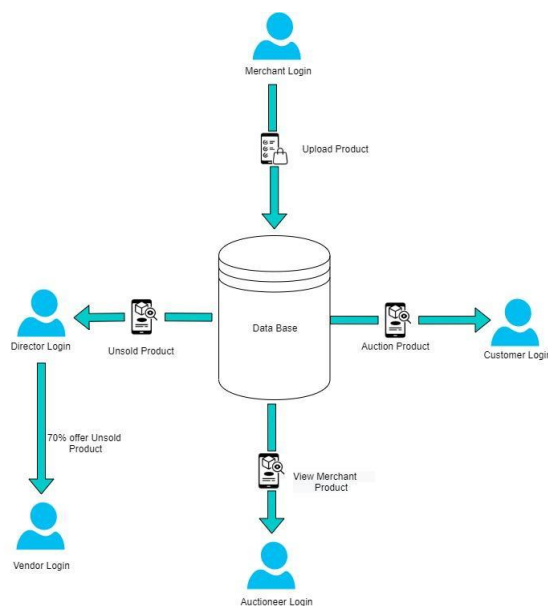 Merchant Login
Upload Product
Data Base
Director Login
Unsold Product
Auction Product
Customer Login
70% offer Unsold
Product
View Merchant
Product
Vendor Login
Auctioneer Login